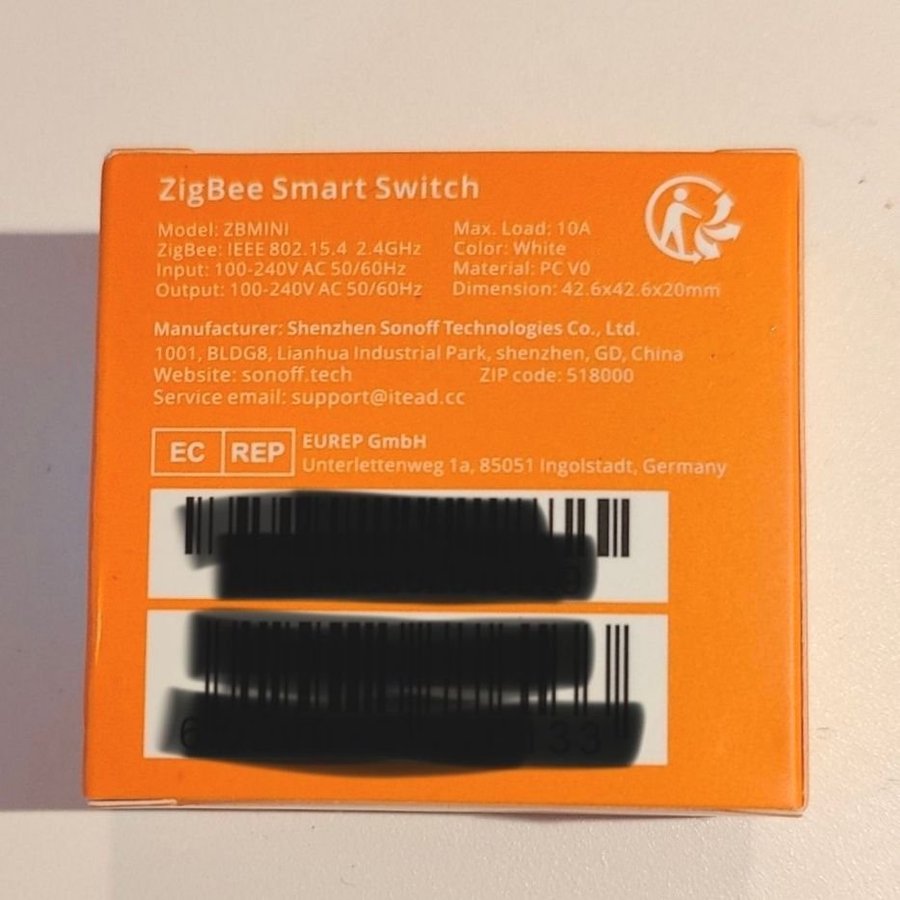 ZigBee Smart Switch
Model: ZBMINI
Max. Load: 10A
ZigBee: IEEE 802.15.4 2.4GHz
Color: White
Input: 100-240V AC 50/60Hz
Material: PC V0
Output: 100-240V AC 50/60Hz
Dimension: 42.6x42.6x20mm
Manufacturer: Shenzhen Sonoff Technologies Co., Ltd.
1001, BLDG8, Lianhua Industrial Park, shenzhen, GD, China
Website: sonoff.tech
ZIP code: 518000
Service email: support@itead.cc
EC REP
EUREP GmbH
Unterlettenweg 1a, 85051 Ingolstadt, Germany